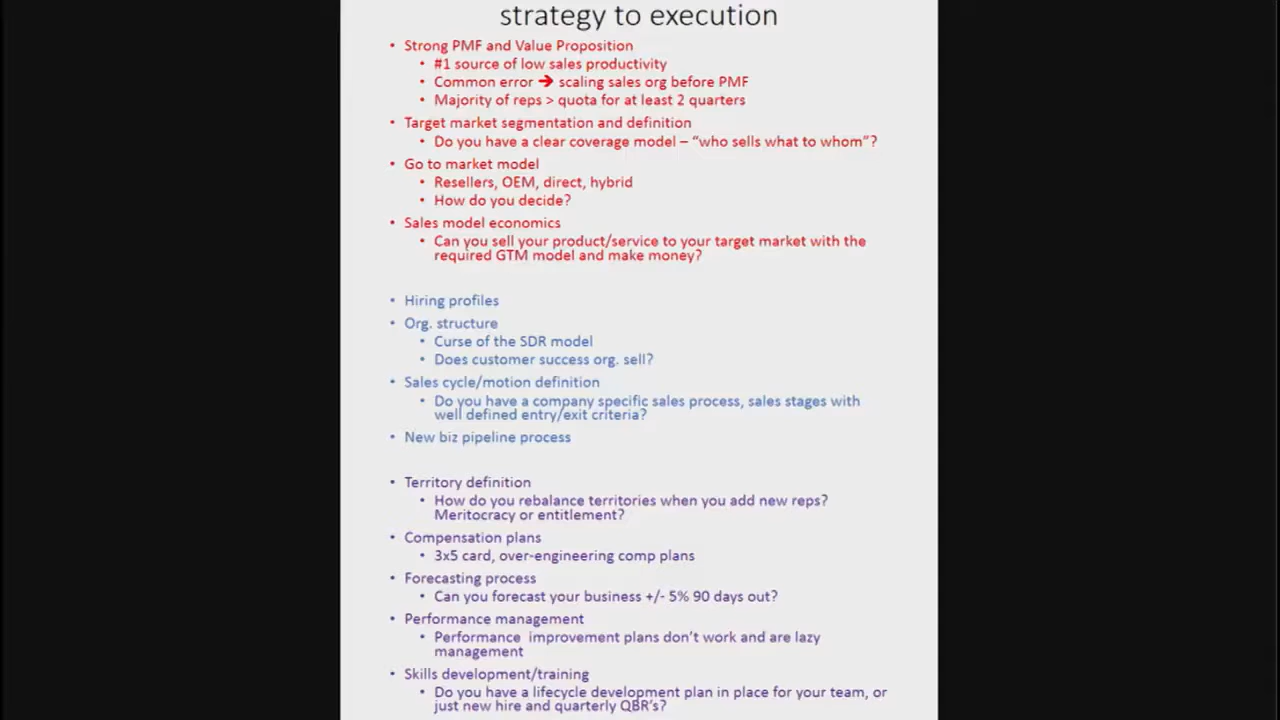 strategy to execution
• Strong PMF and Value Proposition
• #1 source of low sales productivity
• Common error ➔ scaling sales org before PMF
• Majority of reps > quota for at least 2 quarters
• Target market segmentation and definition
• Do you have a clear coverage model – “who sells what to whom”?
• Go to market model
• Resellers, OEM, direct, hybrid
• How do you decide?
• Sales model economics
• Can you sell your product/service to your target market with the
required GTM model and make money?
• Hiring profiles
• Org. structure
• Curse of the SDR model
• Does customer success org. sell?
• Sales cycle/motion definition
• Do you have a company specific sales process, sales stages with
well defined entry/exit criteria?
• New biz pipeline process
• Territory definition
• How do you rebalance territories when you add new reps?
Meritocracy or entitlement?
• Compensation plans
• 3x5 card, over-engineering comp plans
• Forecasting process
• Can you forecast your business +/- 5% 90 days out?
• Performance management
• Performance improvement plans don’t work and are lazy
management
• Skills development/training
• Do you have a lifecycle development plan in place for your team, or
just new hire and quarterly QBR’s?